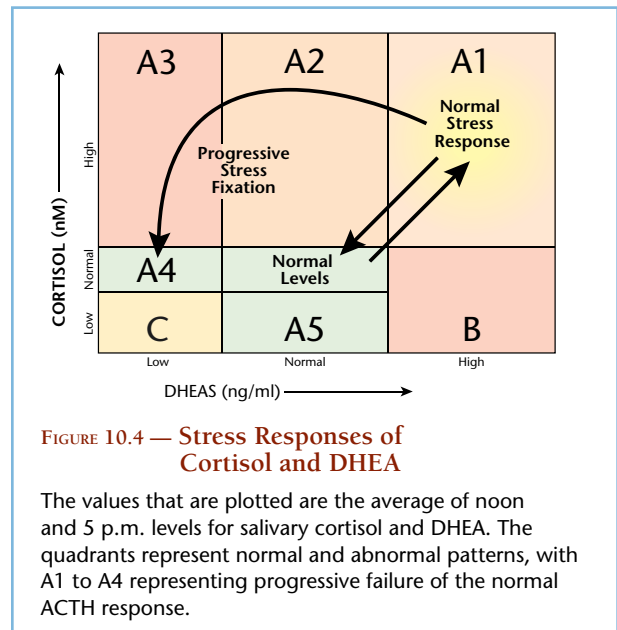 A3
A2
A1
Normal
Stress
Response
Progressive
Stress
Fixation
High
CORTISOL (nM)
Normal
A4
Normal
Levels
Low
C
A5
B
Low
Normal
High
DHEAS (ng/ml)
FIGURE 10.4 — Stress Responses of
Cortisol and DHEA
The values that are plotted are the average of noon
and 5 p.m. levels for salivary cortisol and DHEA. The
quadrants represent normal and abnormal patterns, with
A1 to A4 representing progressive failure of the normal
ACTH response.